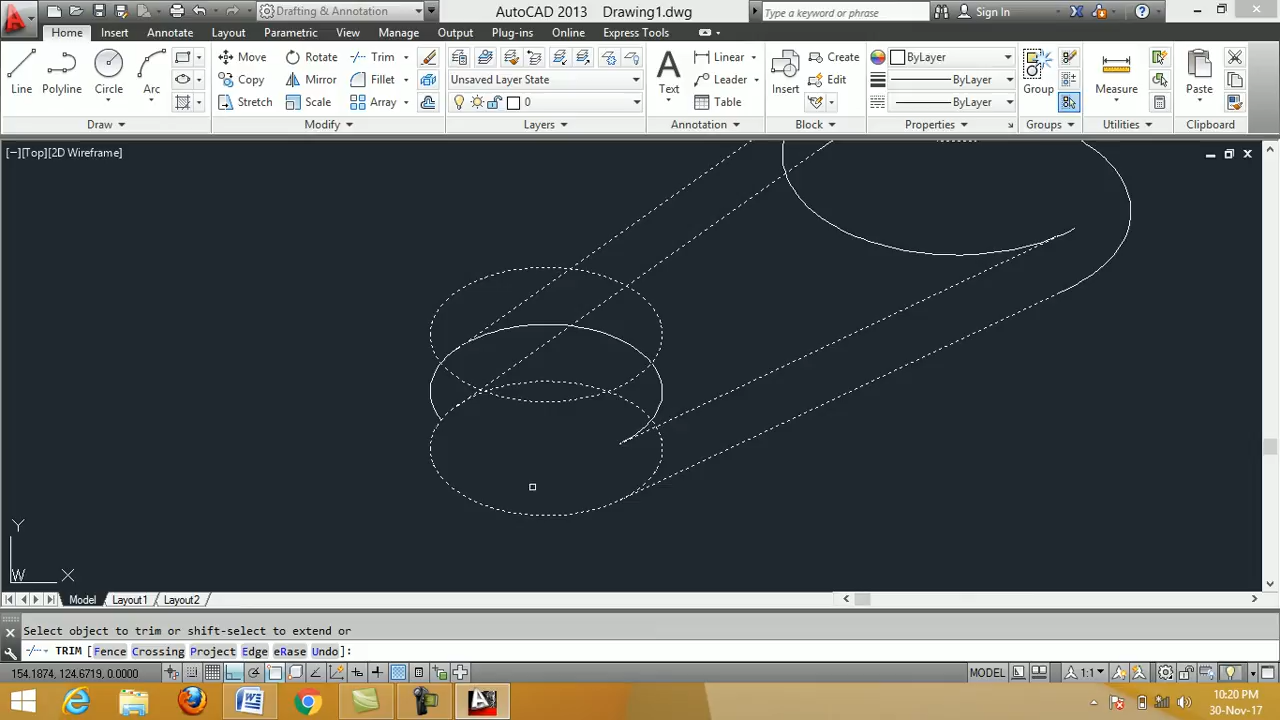 Drafting & Annotation
AutoCAD 2013 Drawing1.dwg
Type a keyword or phrase
Sign In
Home Insert Annotate Layout Parametric View Manage Output Plug-ins Online Express Tools
Line Polyline Circle Arc
Move Rotate Trim
Copy Mirror Fillet
Stretch Scale Array
Unsaved Layer State
0
Text
Linear
Leader
Table
Insert
Create
Edit
ByLayer
ByLayer
ByLayer
Group
Measure
Paste
Draw Modify Layers Annotation Block Properties Groups Utilities Clipboard
[−][Top][2D Wireframe]
Y
W X
Model Layout1 Layout2
Select object to trim or shift-select to extend or
TRIM [Fence Crossing Project Edge eRase Undo]:
154.1874, 124.6719, 0.0000
MODEL
1:1
10:20 PM
30-Nov-17